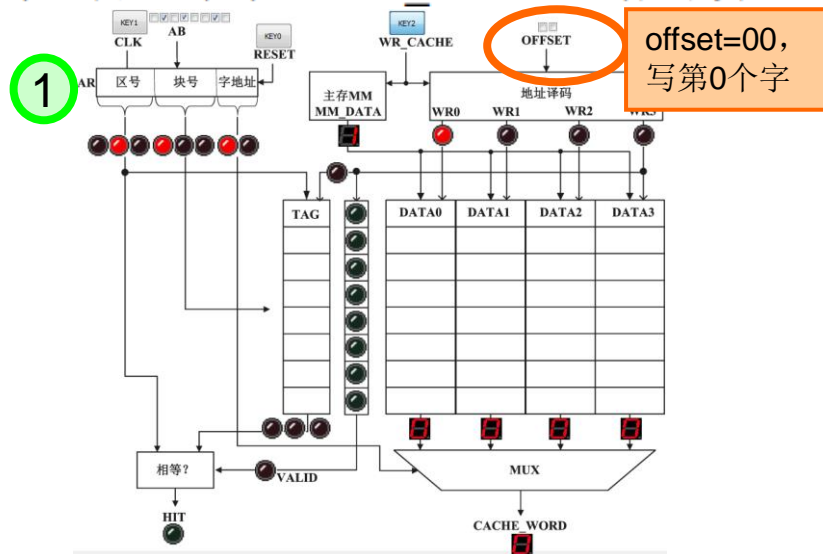 KEY1
CLK
AB
KEY0
RESET
KEY2
WR_CACHE
OFFSET
offset=00，
写第0个字
1
AR
区号
块号
字地址
主存MM
MM_DATA
地址译码
WR0
WR1
WR2
WR3
TAG
DATA0
DATA1
DATA2
DATA3
相等?
VALID
MUX
HIT
CACHE_WORD